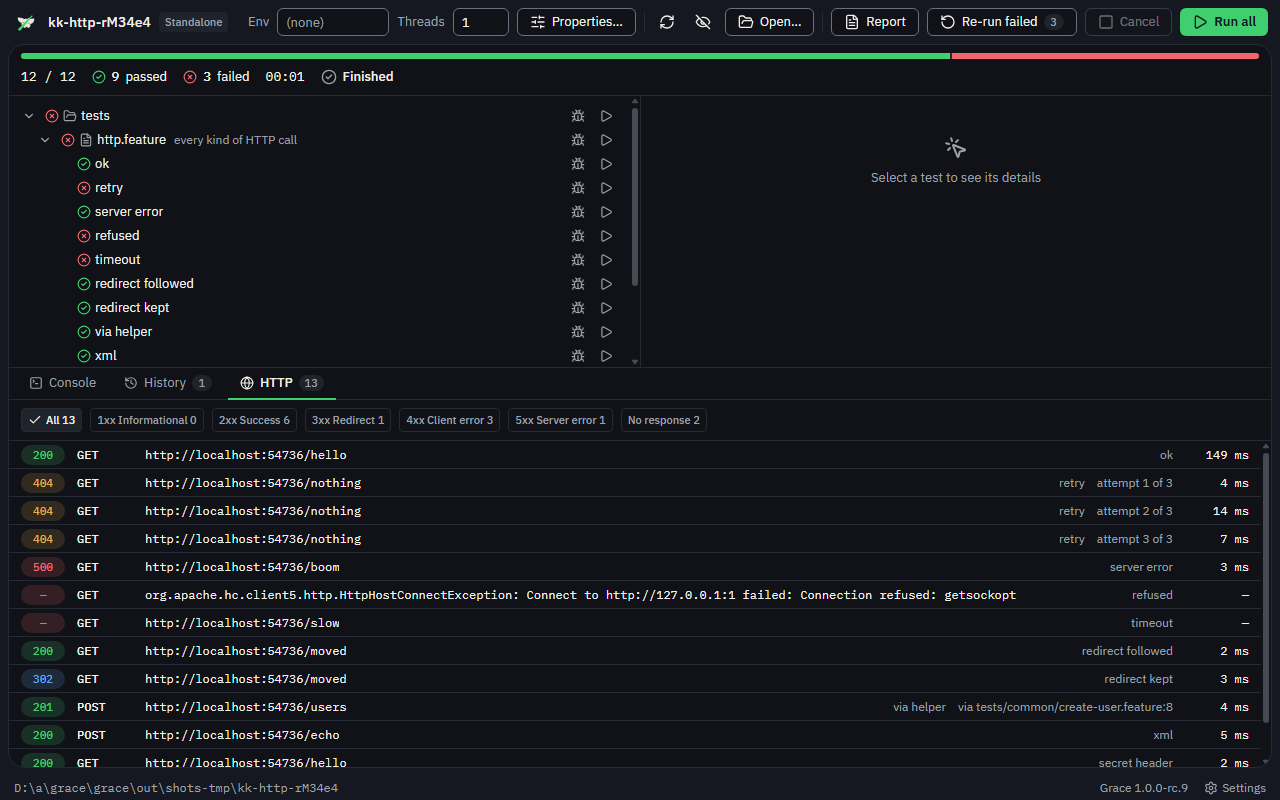 kk-http-rM34e4 Standalone Env (none) Threads 1 Properties... Open... Report Re-run failed 3 Cancel Run all
12 / 12 9 passed 3 failed 00:01 Finished
tests
http.feature every kind of HTTP call
ok
retry
server error
refused
timeout
redirect followed
redirect kept
via helper
xml
Select a test to see its details
Console History 1 HTTP 13
All 13 1xx Informational 0 2xx Success 6 3xx Redirect 1 4xx Client error 3 5xx Server error 1 No response 2
200 GET http://localhost:54736/hello ok 149 ms
404 GET http://localhost:54736/nothing retry attempt 1 of 3 4 ms
404 GET http://localhost:54736/nothing retry attempt 2 of 3 14 ms
404 GET http://localhost:54736/nothing retry attempt 3 of 3 7 ms
500 GET http://localhost:54736/boom server error 3 ms
— GET org.apache.hc.client5.http.HttpHostConnectException: Connect to http://127.0.0.1:1 failed: Connection refused: getsockopt refused —
— GET http://localhost:54736/slow timeout —
200 GET http://localhost:54736/moved redirect followed 2 ms
302 GET http://localhost:54736/moved redirect kept 3 ms
201 POST http://localhost:54736/users via helper via tests/common/create-user.feature:8 4 ms
200 POST http://localhost:54736/echo xml 5 ms
200 GET http://localhost:54736/hello secret header 2 ms
D:\a\grace\grace\out\shots-tmp\kk-http-rM34e4 Grace 1.0.0-rc.9 Settings